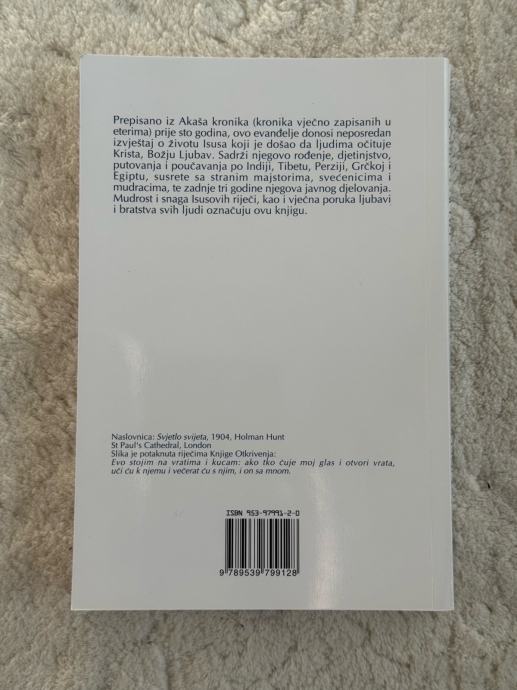 Prepisano iz Akaša kronika (kronika vječno zapisanih u
eterima) prije sto godina, ovo evanđelje donosi neposredan
izvještaj o životu Isusa koji je došao da ljudima očituje
Krista, Božju Ljubav. Sadrži njegovo rođenje, djetinjstvo,
putovanja i poučavanja po Indiji, Tibetu, Perziji, Grčkoj i
Egiptu, susrete sa stranim majstorima, svećenicima i
mudracima, te zadnje tri godine njegova javnog djelovanja.
Mudrost i snaga Isusovih riječi, kao i vječna poruka ljubavi
i bratstva svih ljudi označuju ovu knjigu.
Naslovnica: Svjetlo svijeta, 1904, Holman Hunt
St Paul's Cathedral, London
Slika je potaknuta riječima Knjige Otkrivenja:
Evo stojim na vratima i kucam: ako tko čuje moj glas i otvori vrata,
ući ću k njemu i večerat ću s njim, i on sa mnom.
ISBN 953-97991-2-0
9 789539 799128